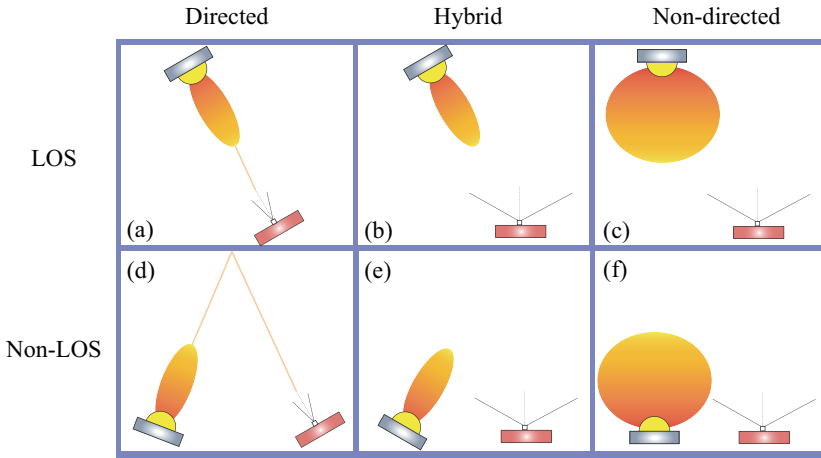 Directed Hybrid Non-directed
LOS
(a) (b) (c)
(d) (e) (f)
Non-LOS